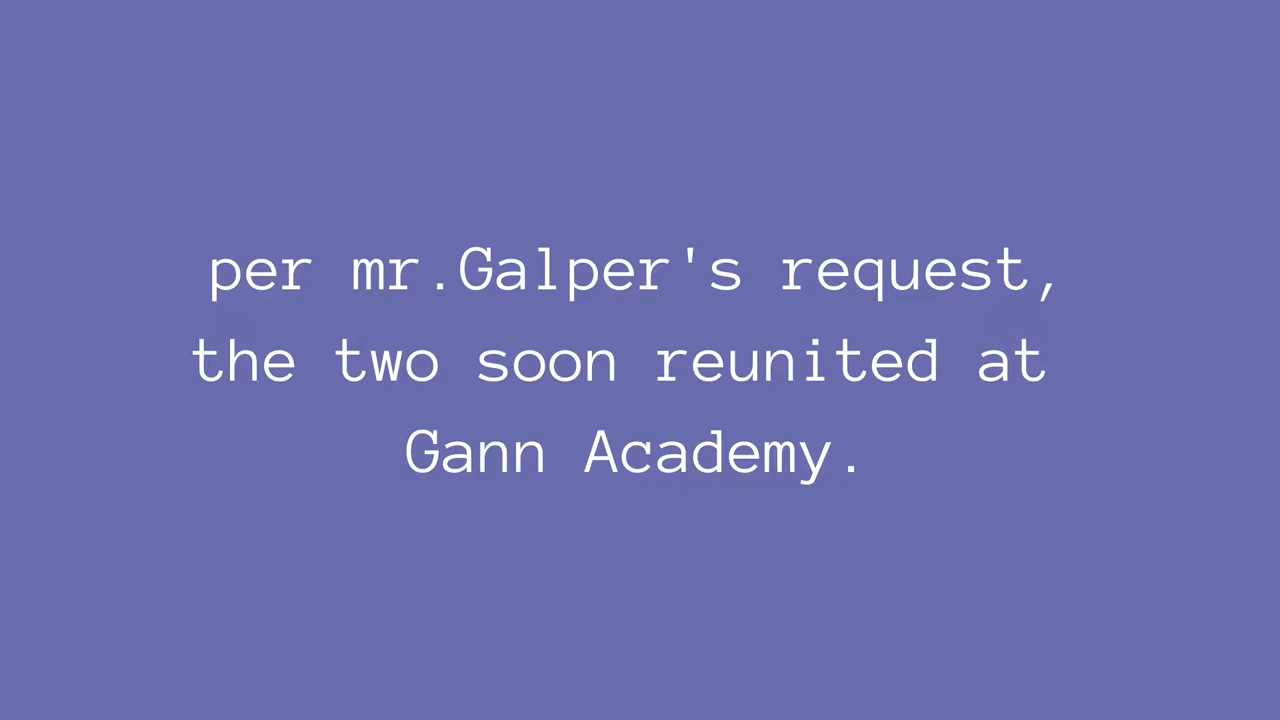 per mr.Galper's request,
the two soon reunited at
Gann Academy.